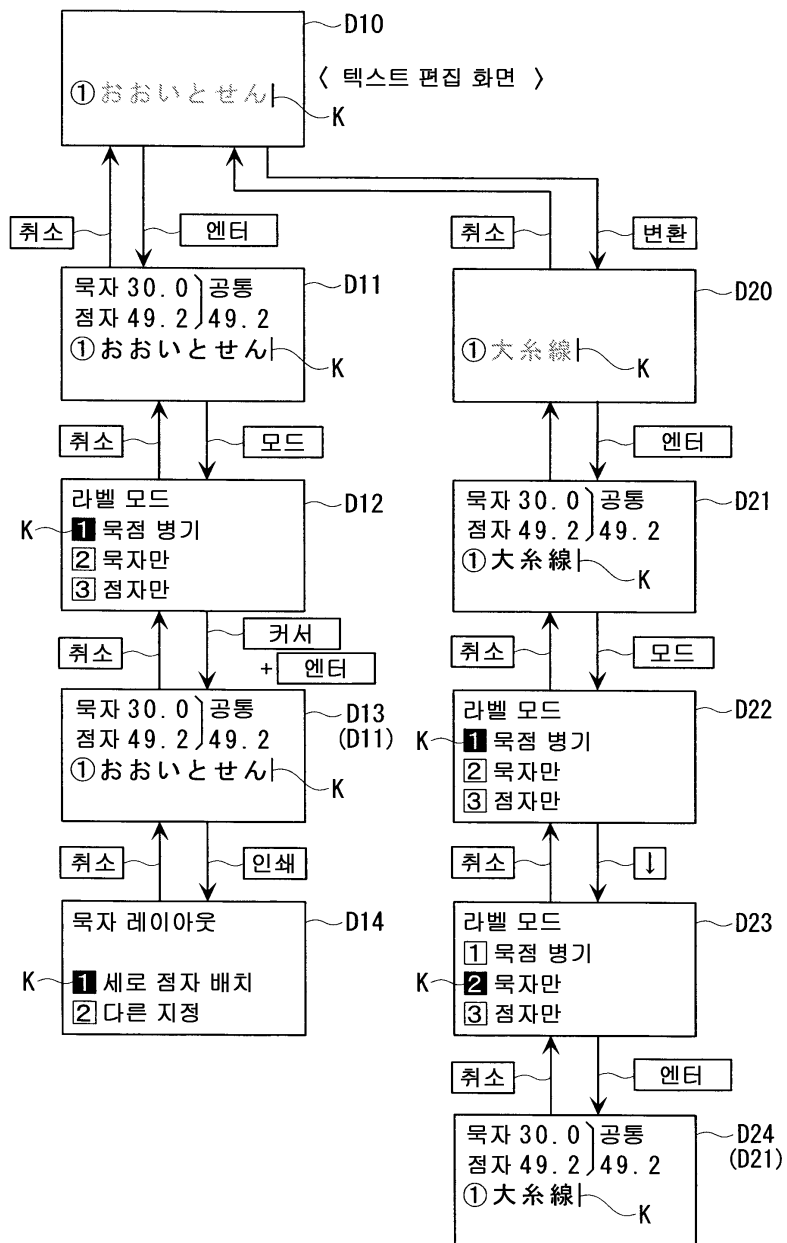 D10
①おおいとせん
K
〈 텍스트 편집 화면 〉
취소
엔터
묵자 30.0 공통
점자 49.2 49.2
①おおいとせん
D11
K
취소
모드
라벨 모드
K
1 묵점 병기
2 묵자만
3 점자만
D12
취소
커서
+ 엔터
묵자 30.0 공통
점자 49.2 49.2
①おおいとせん
D13
(D11)
K
취소
인쇄
묵자 레이아웃
D14
K
1 세로 점자 배치
2 다른 지정
취소
변환
D20
①大糸線
K
엔터
묵자 30.0 공통
점자 49.2 49.2
①大糸線
D21
K
취소
모드
라벨 모드
D22
K
1 묵점 병기
2 묵자만
3 점자만
취소
↓
라벨 모드
D23
1 묵점 병기
K
2 묵자만
3 점자만
취소
엔터
묵자 30.0 공통
점자 49.2 49.2
①大糸線
D24
(D21)
K